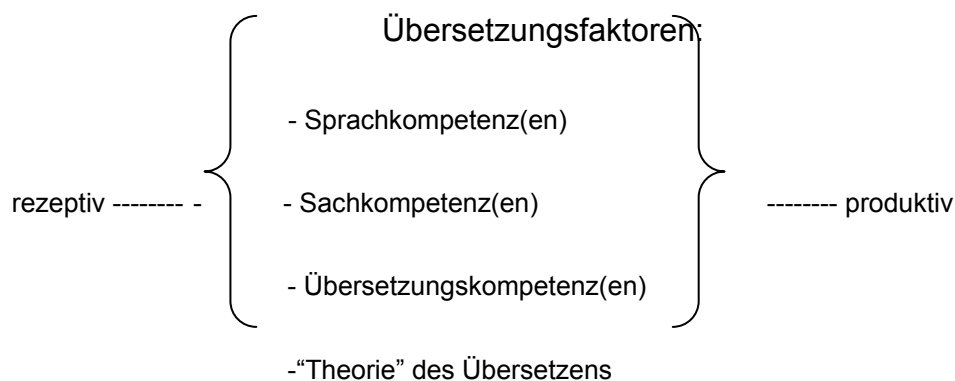 Übersetzungsfaktoren:
- Sprachkompetenz(en)
rezeptiv -------- - - Sachkompetenz(en) -------- produktiv
- Übersetzungskompetenz(en)
-“Theorie” des Übersetzens